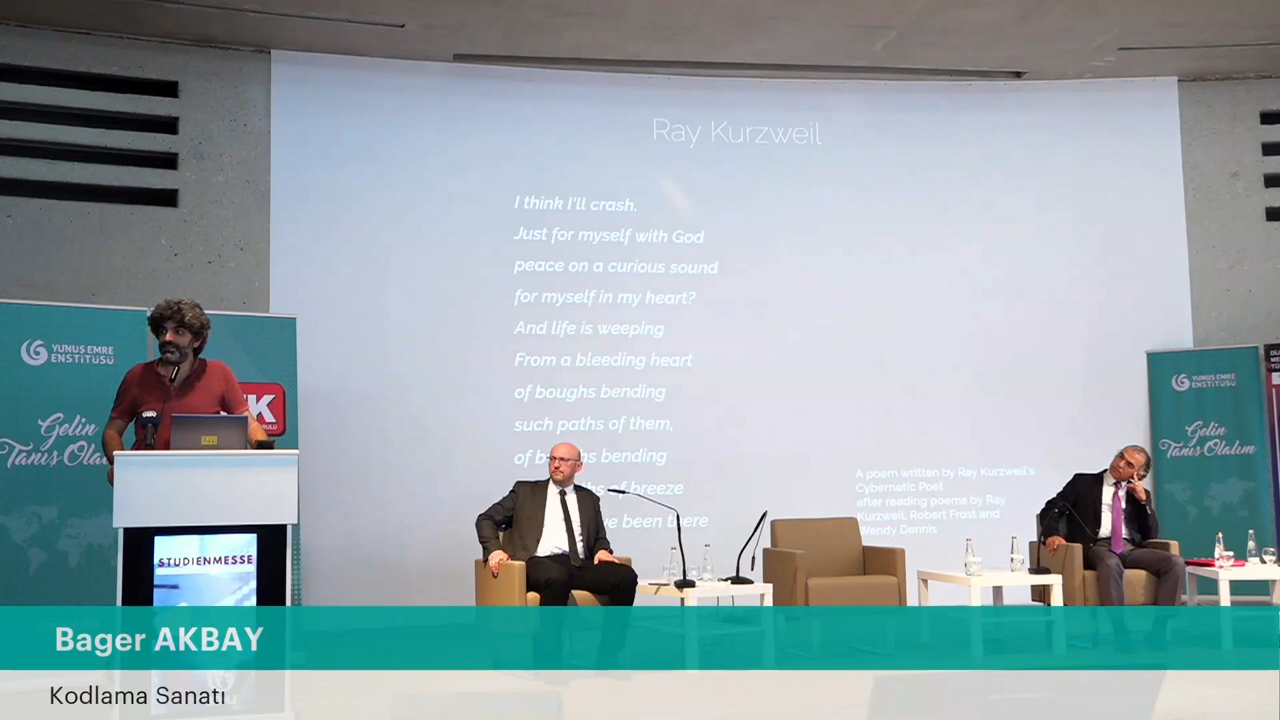 Ray Kurzweil
I think I'll crash.
Just for myself with God
peace on a curious sound
for myself in my heart?
And life is weeping
From a bleeding heart
of boughs bending
such paths of them,
of boughs bending
of breeze
been there
A poem written by Ray Kurzweil's
Cybernetic Poet
after reading poems by Ray
Kurzweil, Robert Frost and
Wendy Dennis
YUNUS EMRE
ENSTİTÜSÜ
Gelin
Tanış
STUDIENMESSE
YUNUS EMRE
ENSTİTÜSÜ
Gelin
Tanış Olalım
Bager AKBAY
Kodlama Sanatı